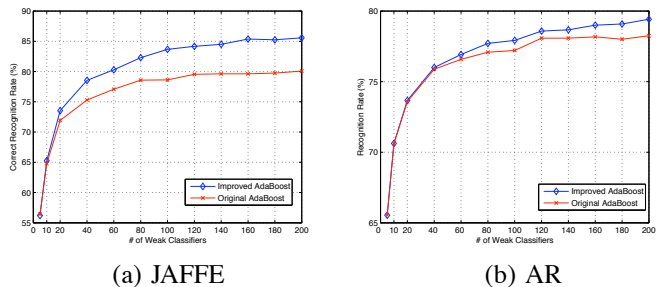 90
85
80
75
70
65
60
55
0 10 20 40 60 80 100 120 140 160 180 200
Correct Recognition Rate (%)
# of Weak Classifiers
Improved AdaBoost
Original AdaBoost
(a) JAFFE
80
75
70
65
0 10 20 40 60 80 100 120 140 160 180 200
Recognition Rate (%)
# of Weak Classifiers
Improved AdaBoost
Original AdaBoost
(b) AR